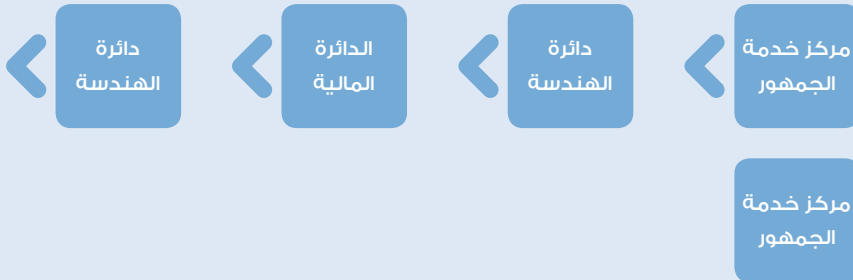 مركز خدمة
الجمهور
دائرة
الهندسة
الدائرة
المالية
دائرة
الهندسة
مركز خدمة
الجمهور